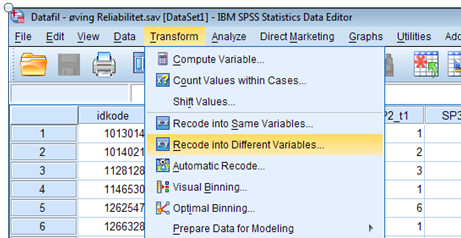 Datafil - øving Reliabilitet.sav [DataSet1] - IBM SPSS Statistics Data Editor
File Edit View Data Transform Analyze Direct Marketing Graphs Utilities Add
Compute Variable...
Count Values within Cases...
Shift Values...
idkode Recode into Same Variables... P2_t1 SP3
1 1013014 Recode into Different Variables... 1
2 1014021 2
3 1128128 Automatic Recode... 3
4 1146530 Visual Binning... 1
5 1262547 Optimal Binning... 6
6 1266328 Prepare Data for Modeling 1